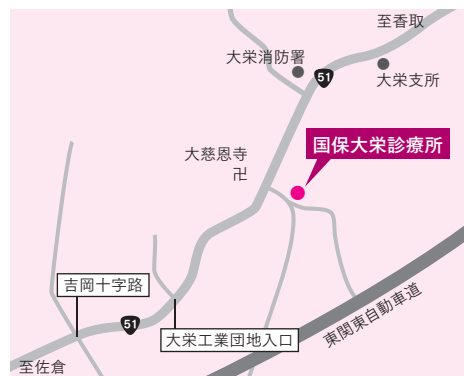 至香取
大栄消防署
51
大栄支所
国保大栄診療所
大慈恩寺
卍
吉岡十字路
51
大栄工業団地入口
東関東自動車道
至佐倉